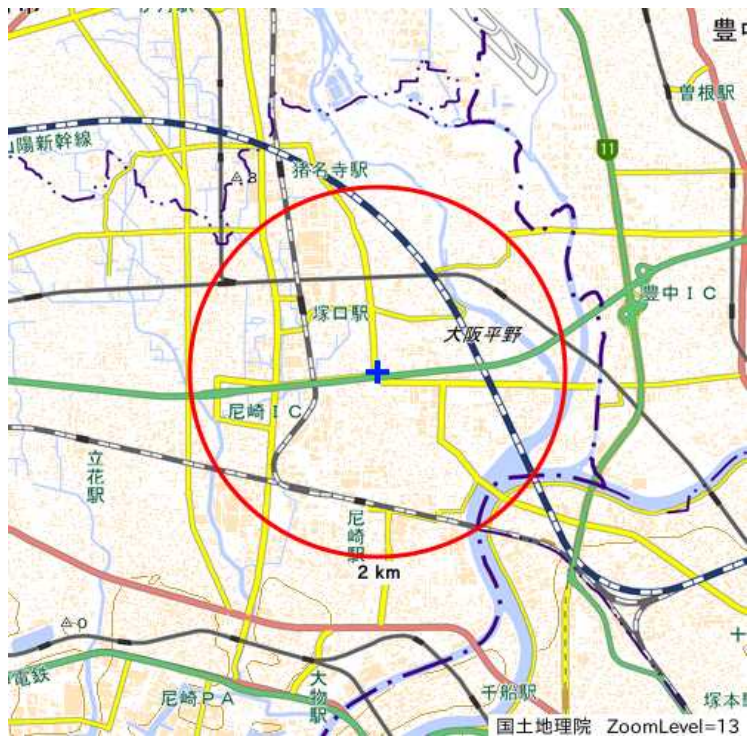 豊中
曽根駅
山陽新幹線
11
猪名寺駅
8
豊中ＩＣ
塚口駅
大阪平野
尼崎ＩＣ
立花駅
尼崎駅
2 km
0
電鉄
大物駅
尼崎ＰＡ
千船駅
塚本
国土地理院 ZoomLevel=13